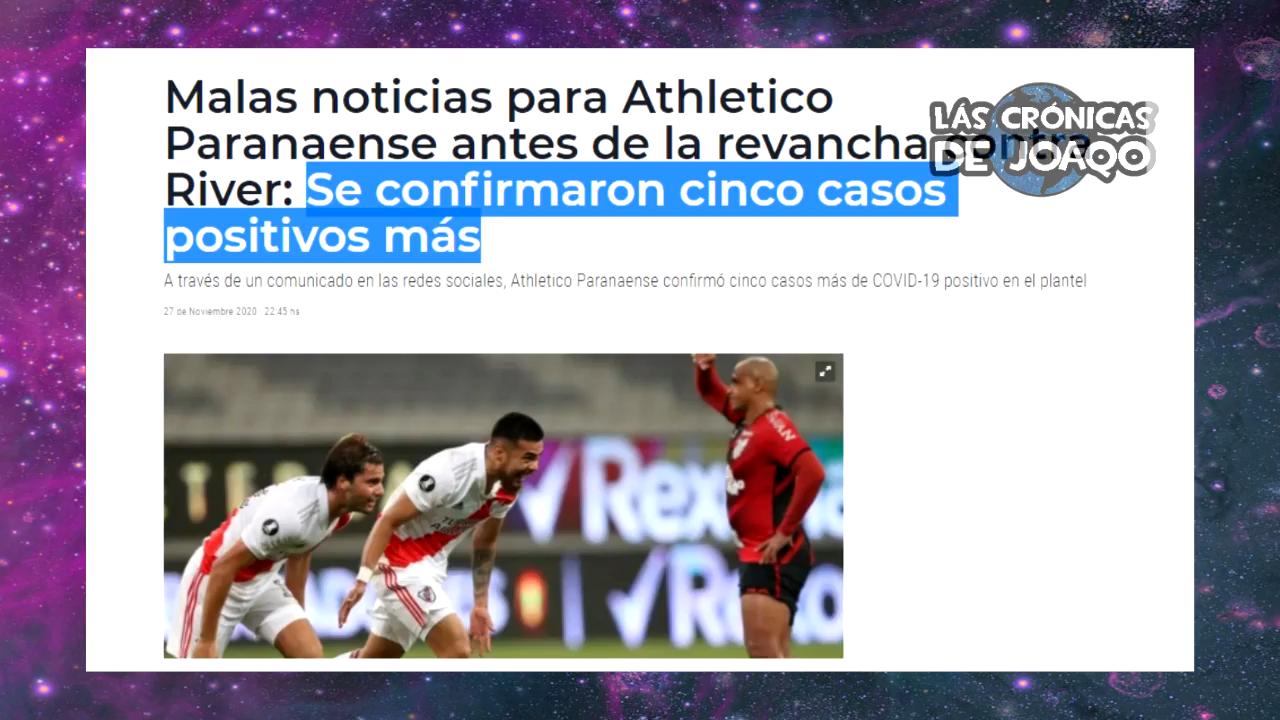 Malas noticias para Athletico
Paranaense antes de la revancha contra
River: Se confirmaron cinco casos
positivos más
LAS CRÓNICAS
DE JOAQO
A través de un comunicado en las redes sociales, Athletico Paranaense confirmó cinco casos más de COVID-19 positivo en el plantel
27 de Noviembre 2020 22:45 hs